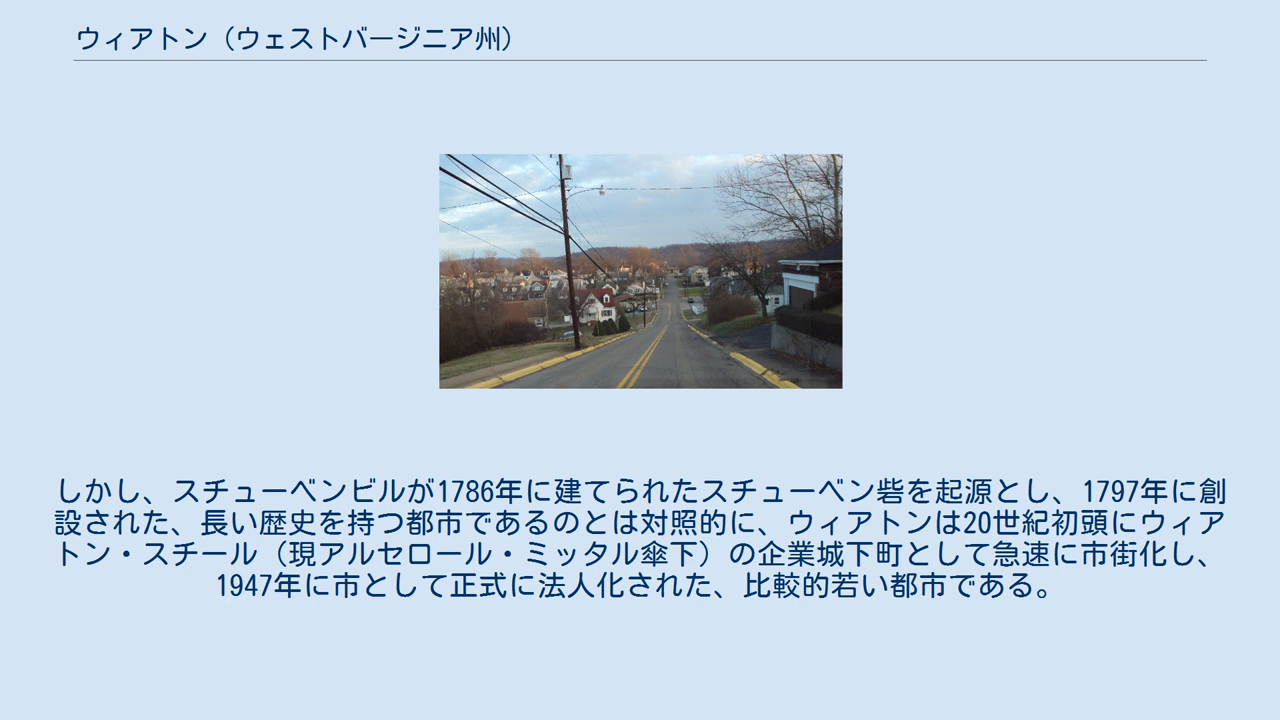 ウィアトン（ウェストバージニア州）
しかし、スチューベンビルが1786年に建てられたスチューベン砦を起源とし、1797年に創
設された、長い歴史を持つ都市であるのとは対照的に、ウィアトンは20世紀初頭にウィア
トン・スチール（現アルセロール・ミッタル傘下）の企業城下町として急速に市街化し、
1947年に市として正式に法人化された、比較的若い都市である。